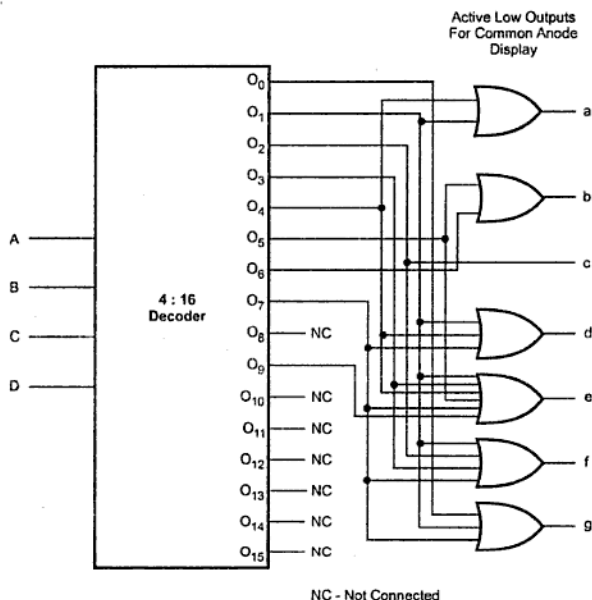 Active Low Outputs
For Common Anode
Display
O0
O1
O2
O3
O4
O5
O6
O7
O8 NC
O9
O10 NC
O11 NC
O12 NC
O13 NC
O14 NC
O15 NC
A
B
C
D
4 : 16
Decoder
a
b
c
d
e
f
g
NC - Not Connected